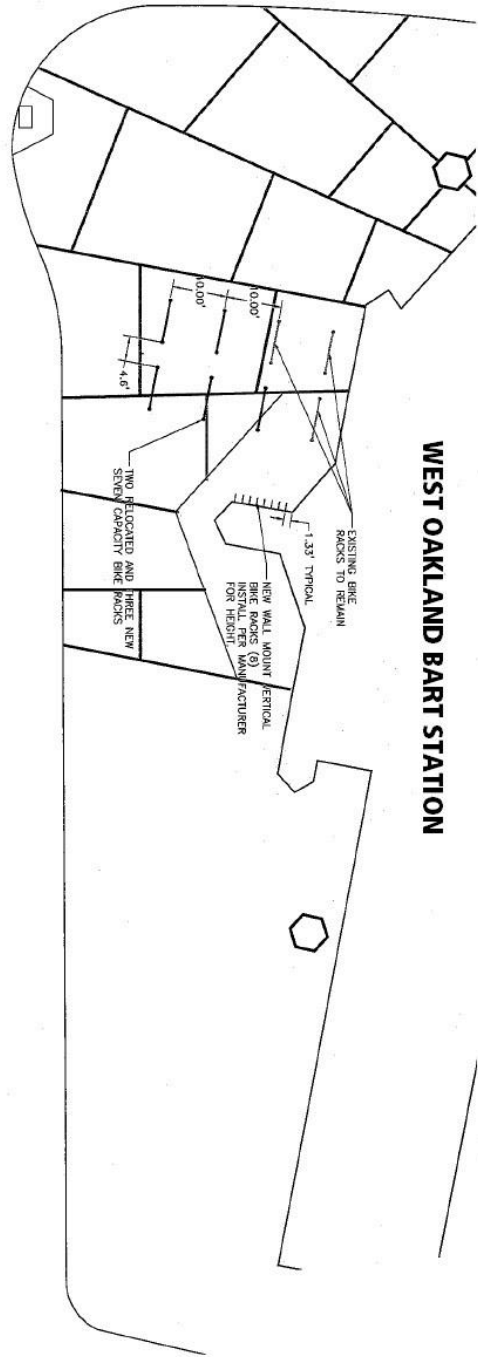 WEST OAKLAND BART STATION
EXISTING BIKE
RACKS TO REMAIN
1.33' TYPICAL
NEW WALL MOUNT VERTICAL
BIKE RACKS (8)
INSTALL PER MANUFACTURER
FOR HEIGHT.
10.00'
10.00'
4.6'
TWO RELOCATED AND THREE NEW
SEVEN CAPACITY BIKE RACKS